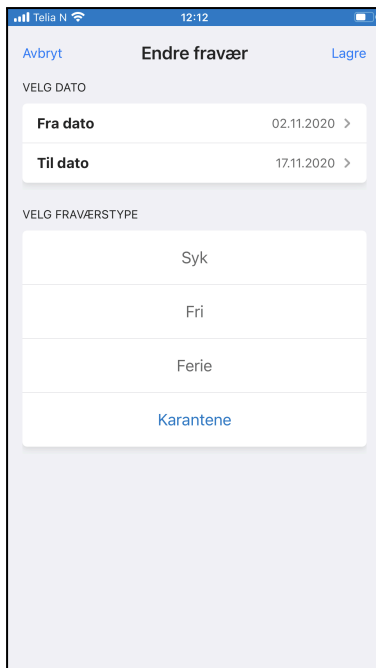 Telia N 12:12
Avbryt Endre fravær Lagre
VELG DATO
Fra dato 02.11.2020
Til dato 17.11.2020
VELG FRAVÆRSTYPE
Syk
Fri
Ferie
Karantene